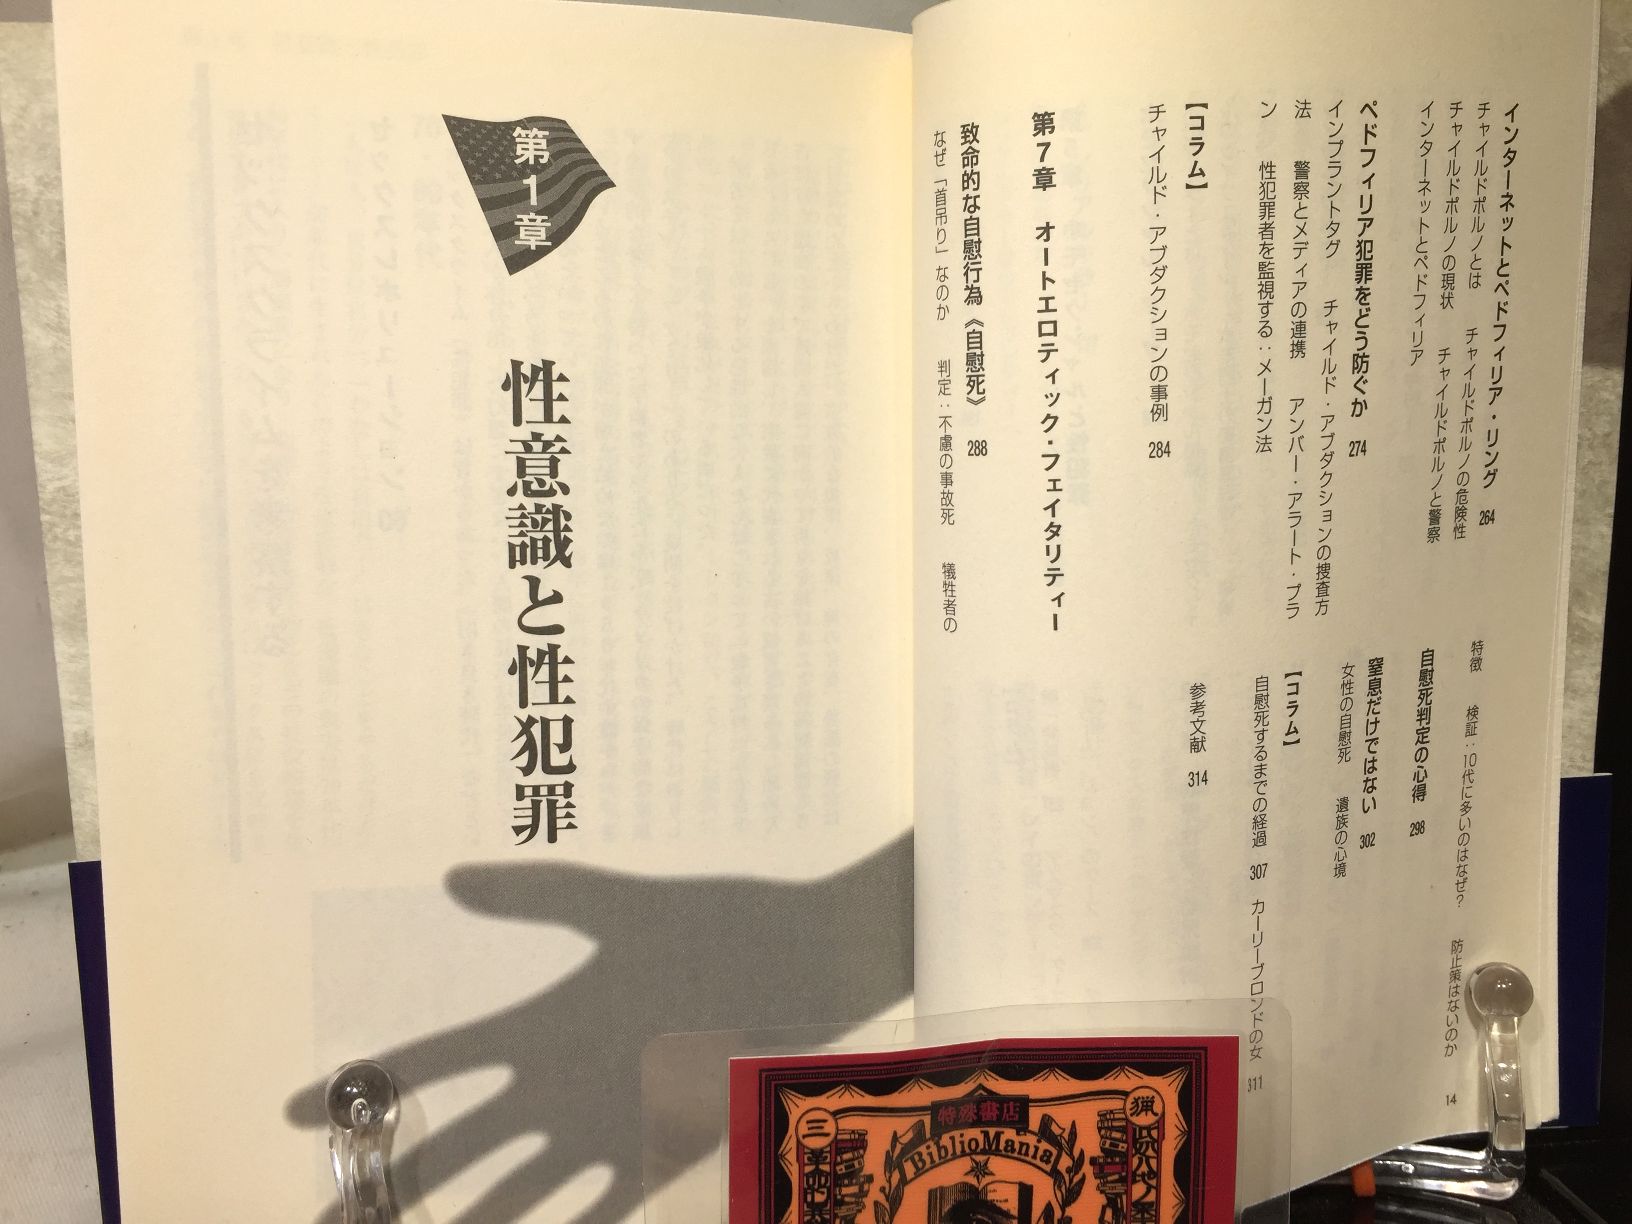 インターネットとペドフィリア・リング 264
チャイルドポルノとは　チャイルドポルノの危険性
チャイルドポルノの現状　チャイルドポルノと警察
インターネットとペドフィリア
ペドフィリア犯罪をどう防ぐか 274
インプラントタグ　チャイルド・アブダクションの捜査方
法　警察とメディアの連携　アンバー・アラート・プラ
ン　性犯罪者を監視する：メーガン法
【コラム】
チャイルド・アブダクションの事例 284
第7章　オートエロティック・フェイタリティー
致命的な自慰行為《自慰死》 288
なぜ「首吊り」なのか　判定：不慮の事故死　犠牲者の
特徴　検証：10代に多いのはなぜ？　防止策はないのか
自慰死判定の心得 298
窒息だけではない 302
女性の自慰死　遺族の心境
【コラム】
自慰死するまでの経過 307　カーリーブロンドの女 311
参考文献 314
14
第1章
性意識と性犯罪
特殊書店
BiblioMania
三
猟